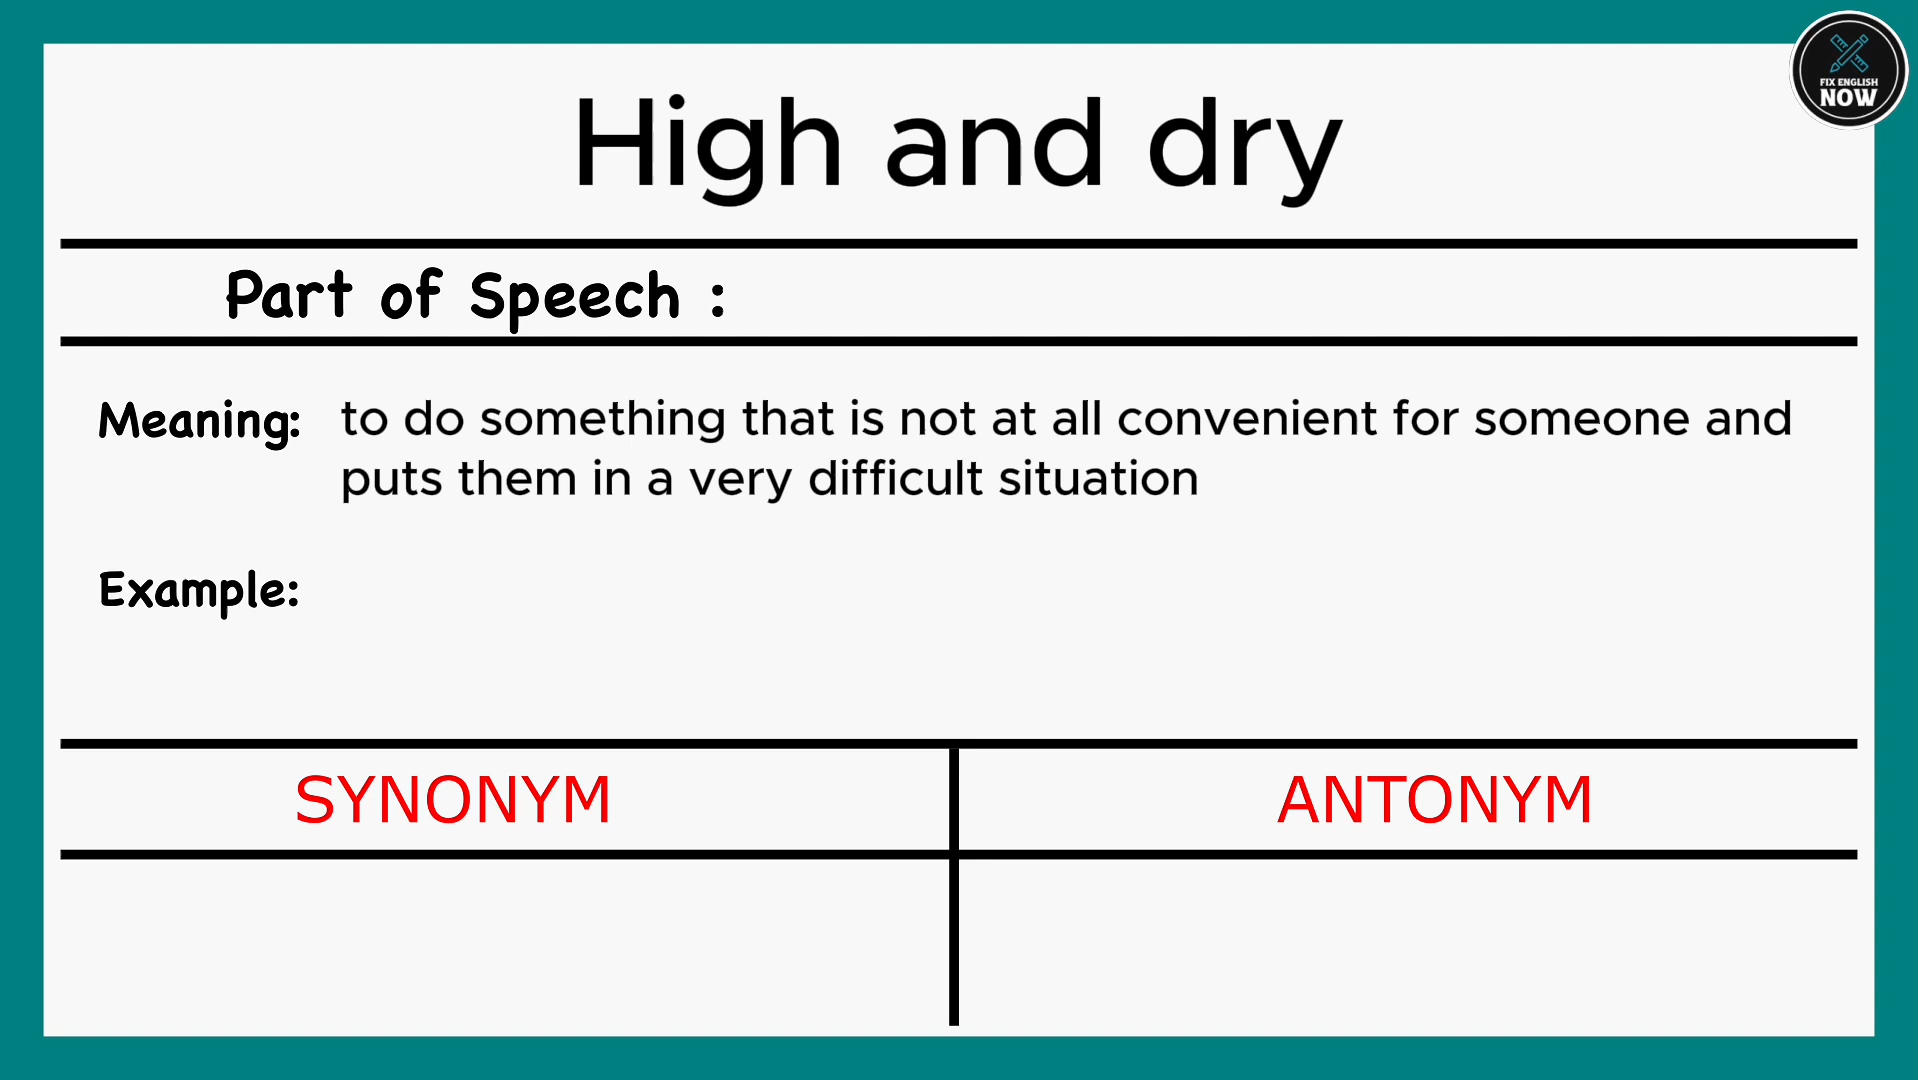 FIX ENGLISH
NOW
High and dry
Part of Speech :
Meaning: to do something that is not at all convenient for someone and
puts them in a very difficult situation
Example:
SYNONYM
ANTONYM